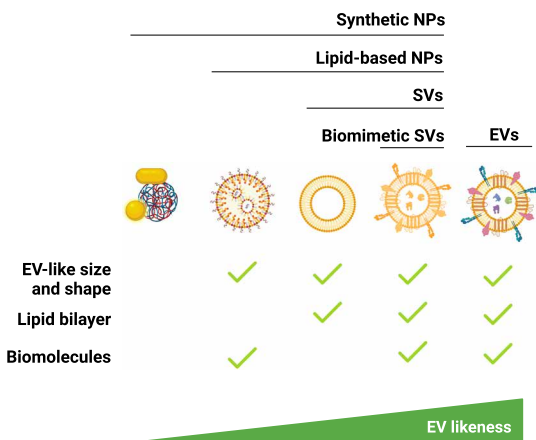 Synthetic NPs
Lipid-based NPs
SVs
Biomimetic SVs
EVs
EV-like size
and shape
Lipid bilayer
Biomolecules
EV likeness